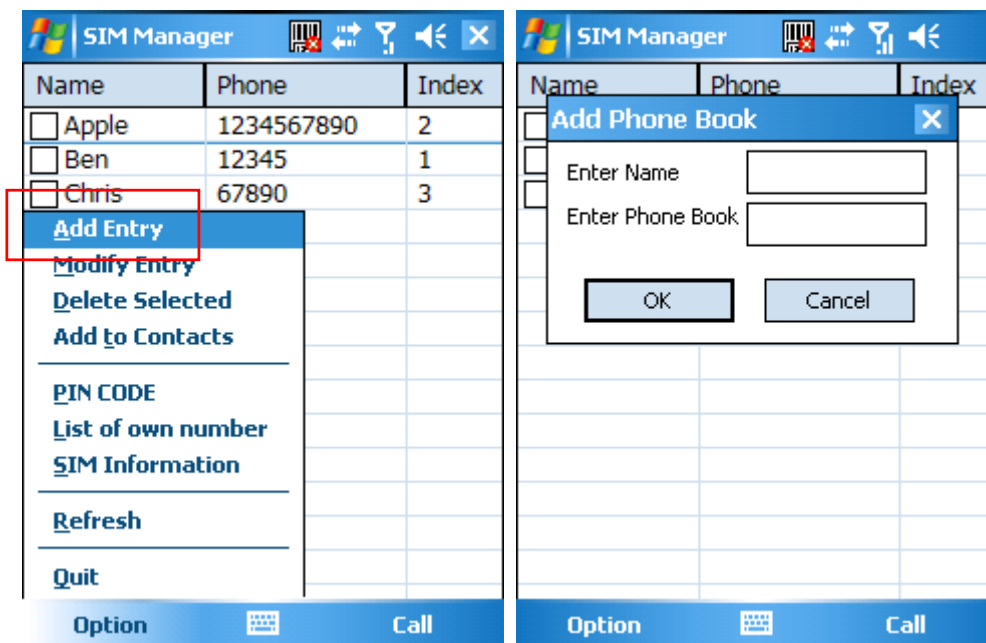 SIM Manager
Name Phone Index
Apple 1234567890 2
Ben 12345 1
Chris 67890 3
Add Entry
Modify Entry
Delete Selected
Add to Contacts
PIN CODE
List of own number
SIM Information
Refresh
Quit
Option Call
SIM Manager
Name Phone Index
Add Phone Book
Enter Name
Enter Phone Book
OK Cancel
Option Call